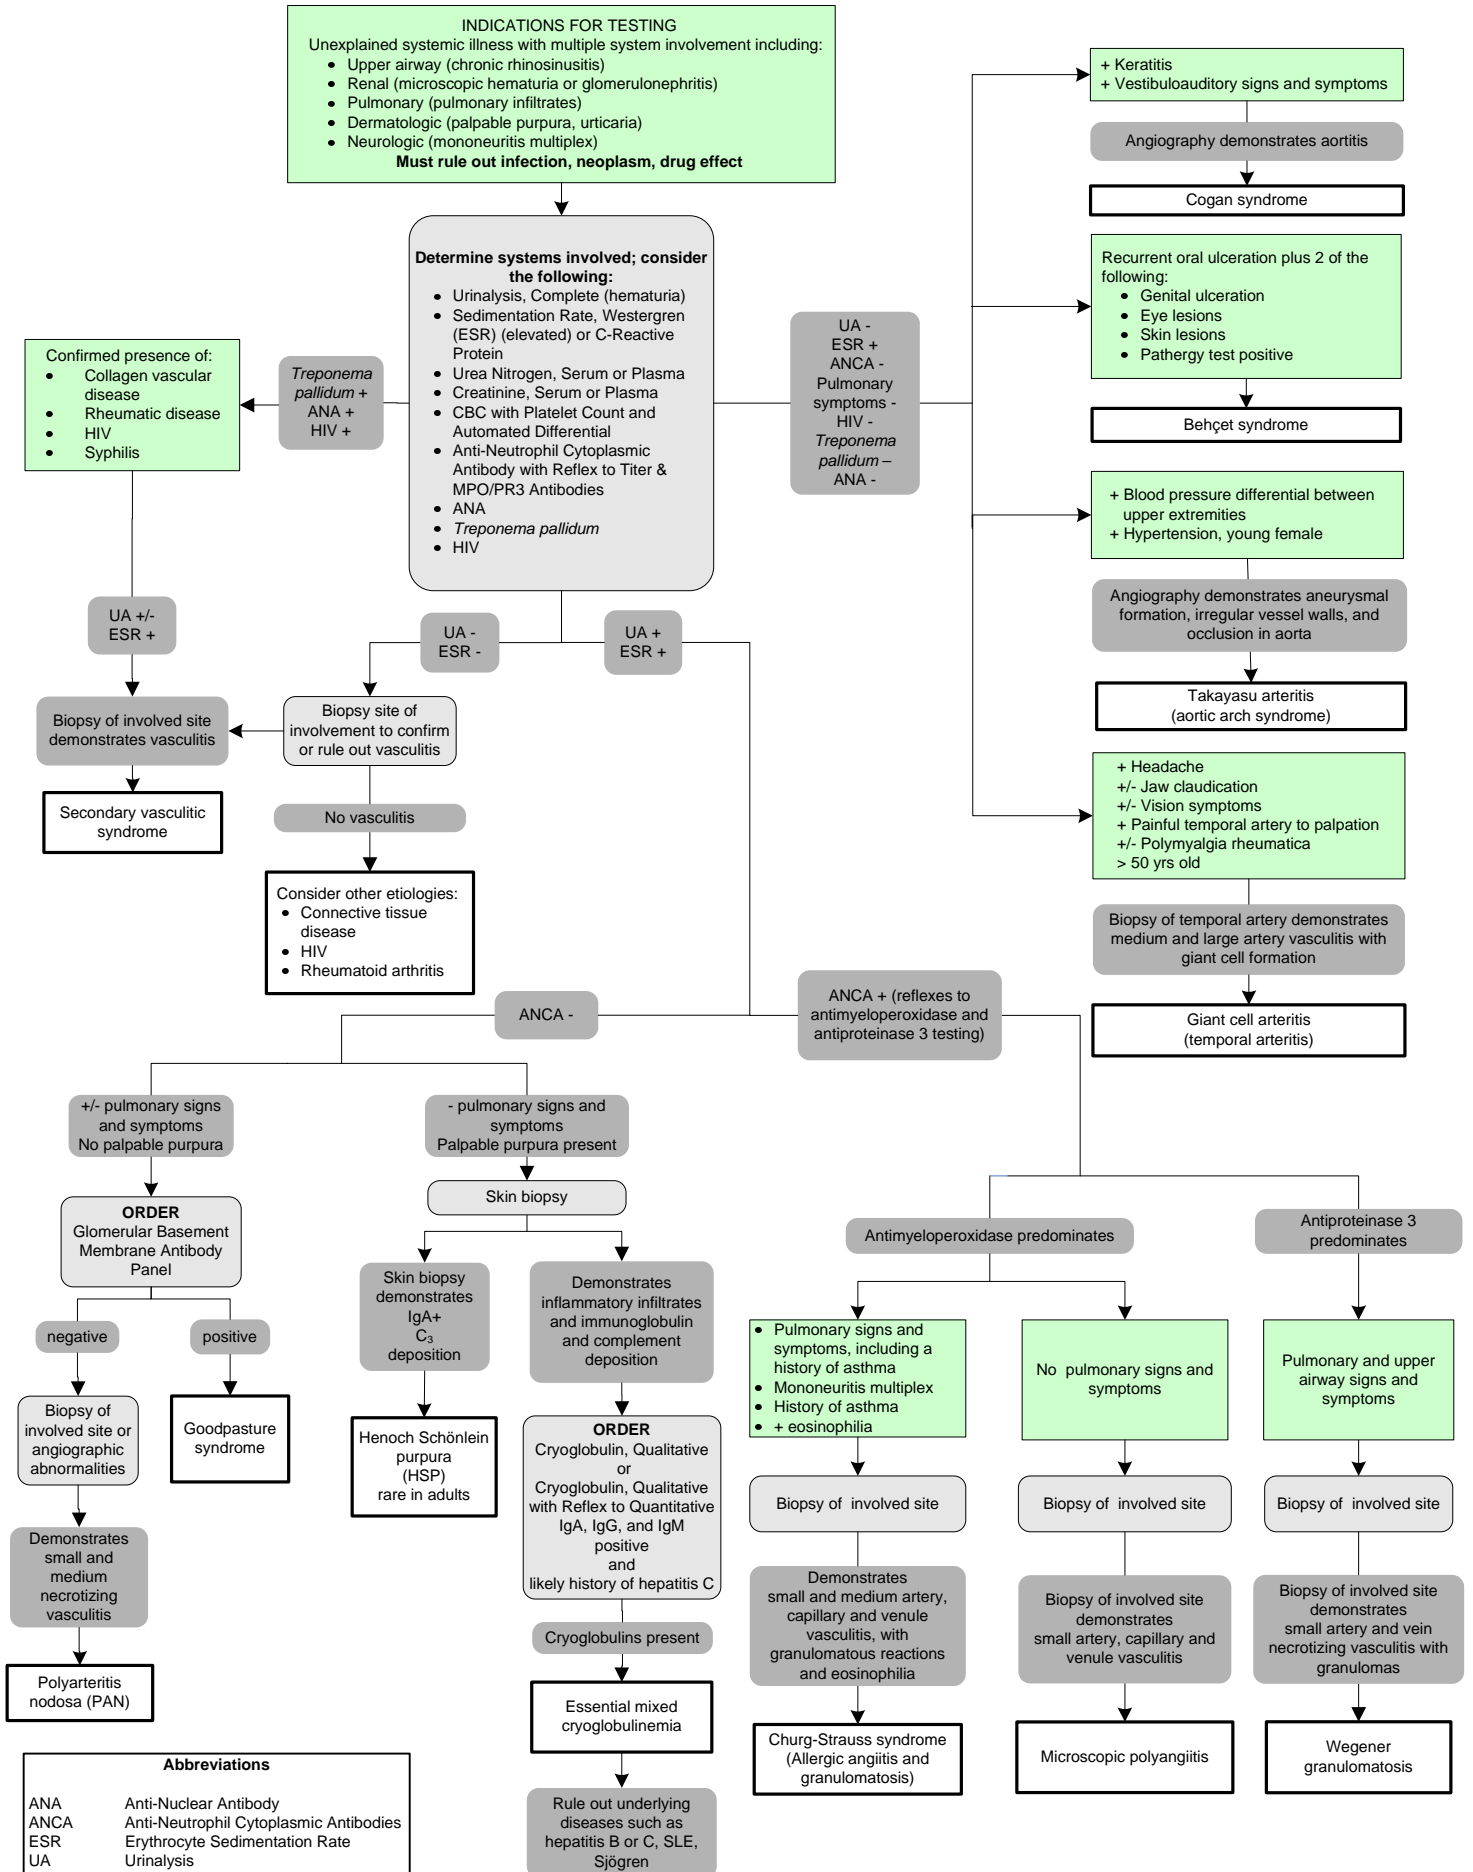 INDICATIONS FOR TESTING
Unexplained systemic illness with multiple system involvement including:
• Upper airway (chronic rhinosinusitis)
• Renal (microscopic hematuria or glomerulonephritis)
• Pulmonary (pulmonary infiltrates)
• Dermatologic (palpable purpura, urticaria)
• Neurologic (mononeuritis multiplex)
Must rule out infection, neoplasm, drug effect
Determine systems involved; consider
the following:
• Urinalysis, Complete (hematuria)
• Sedimentation Rate, Westergren
(ESR) (elevated) or C-Reactive
Protein
• Urea Nitrogen, Serum or Plasma
• Creatinine, Serum or Plasma
• CBC with Platelet Count and
Automated Differential
• Anti-Neutrophil Cytoplasmic
Antibody with Reflex to Titer &
MPO/PR3 Antibodies
• ANA
• Treponema pallidum
• HIV
Treponema
pallidum +
ANA +
HIV +
Confirmed presence of:
• Collagen vascular
disease
• Rheumatic disease
• HIV
• Syphilis
UA +/-
ESR +
Biopsy of involved site
demonstrates vasculitis
Secondary vasculitic
syndrome
UA -
ESR -
Biopsy site of
involvement to confirm
or rule out vasculitis
No vasculitis
Consider other etiologies:
• Connective tissue
disease
• HIV
• Rheumatoid arthritis
UA +
ESR +
UA -
ESR +
ANCA -
Pulmonary
symptoms -
HIV -
Treponema
pallidum –
ANA -
+ Keratitis
+ Vestibuloauditory signs and symptoms
Angiography demonstrates aortitis
Cogan syndrome
Recurrent oral ulceration plus 2 of the
following:
• Genital ulceration
• Eye lesions
• Skin lesions
• Pathergy test positive
Behçet syndrome
+ Blood pressure differential between
upper extremities
+ Hypertension, young female
Angiography demonstrates aneurysmal
formation, irregular vessel walls, and
occlusion in aorta
Takayasu arteritis
(aortic arch syndrome)
+ Headache
+/- Jaw claudication
+/- Vision symptoms
+ Painful temporal artery to palpation
+/- Polymyalgia rheumatica
> 50 yrs old
Biopsy of temporal artery demonstrates
medium and large artery vasculitis with
giant cell formation
Giant cell arteritis
(temporal arteritis)
ANCA -
ANCA + (reflexes to
antimyeloperoxidase and
antiproteinase 3 testing)
+/- pulmonary signs
and symptoms
No palpable purpura
ORDER
Glomerular Basement
Membrane Antibody
Panel
negative
positive
Biopsy of
involved site or
angiographic
abnormalities
Goodpasture
syndrome
Demonstrates
small and
medium
necrotizing
vasculitis
Polyarteritis
nodosa (PAN)
- pulmonary signs and
symptoms
Palpable purpura present
Skin biopsy
Skin biopsy
demonstrates
IgA+
C3
deposition
Henoch Schönlein
purpura
(HSP)
rare in adults
Demonstrates
inflammatory infiltrates
and immunoglobulin
and complement
deposition
ORDER
Cryoglobulin, Qualitative
or
Cryoglobulin, Qualitative
with Reflex to Quantitative
IgA, IgG, and IgM
positive
and
likely history of hepatitis C
Cryoglobulins present
Essential mixed
cryoglobulinemia
Rule out underlying
diseases such as
hepatitis B or C, SLE,
Sjögren
Antimyeloperoxidase predominates
• Pulmonary signs and
symptoms, including a
history of asthma
• Mononeuritis multiplex
• History of asthma
• + eosinophilia
Biopsy of involved site
Demonstrates
small and medium artery,
capillary and venule
vasculitis, with
granulomatous reactions
and eosinophilia
Churg-Strauss syndrome
(Allergic angiitis and
granulomatosis)
No pulmonary signs and
symptoms
Biopsy of involved site
Biopsy of involved site
demonstrates
small artery, capillary and
venule vasculitis
Microscopic polyangiitis
Antiproteinase 3
predominates
Pulmonary and upper
airway signs and
symptoms
Biopsy of involved site
Biopsy of involved site
demonstrates
small artery and vein
necrotizing vasculitis with
granulomas
Wegener
granulomatosis
Abbreviations
ANA Anti-Nuclear Antibody
ANCA Anti-Neutrophil Cytoplasmic Antibodies
ESR Erythrocyte Sedimentation Rate
UA Urinalysis